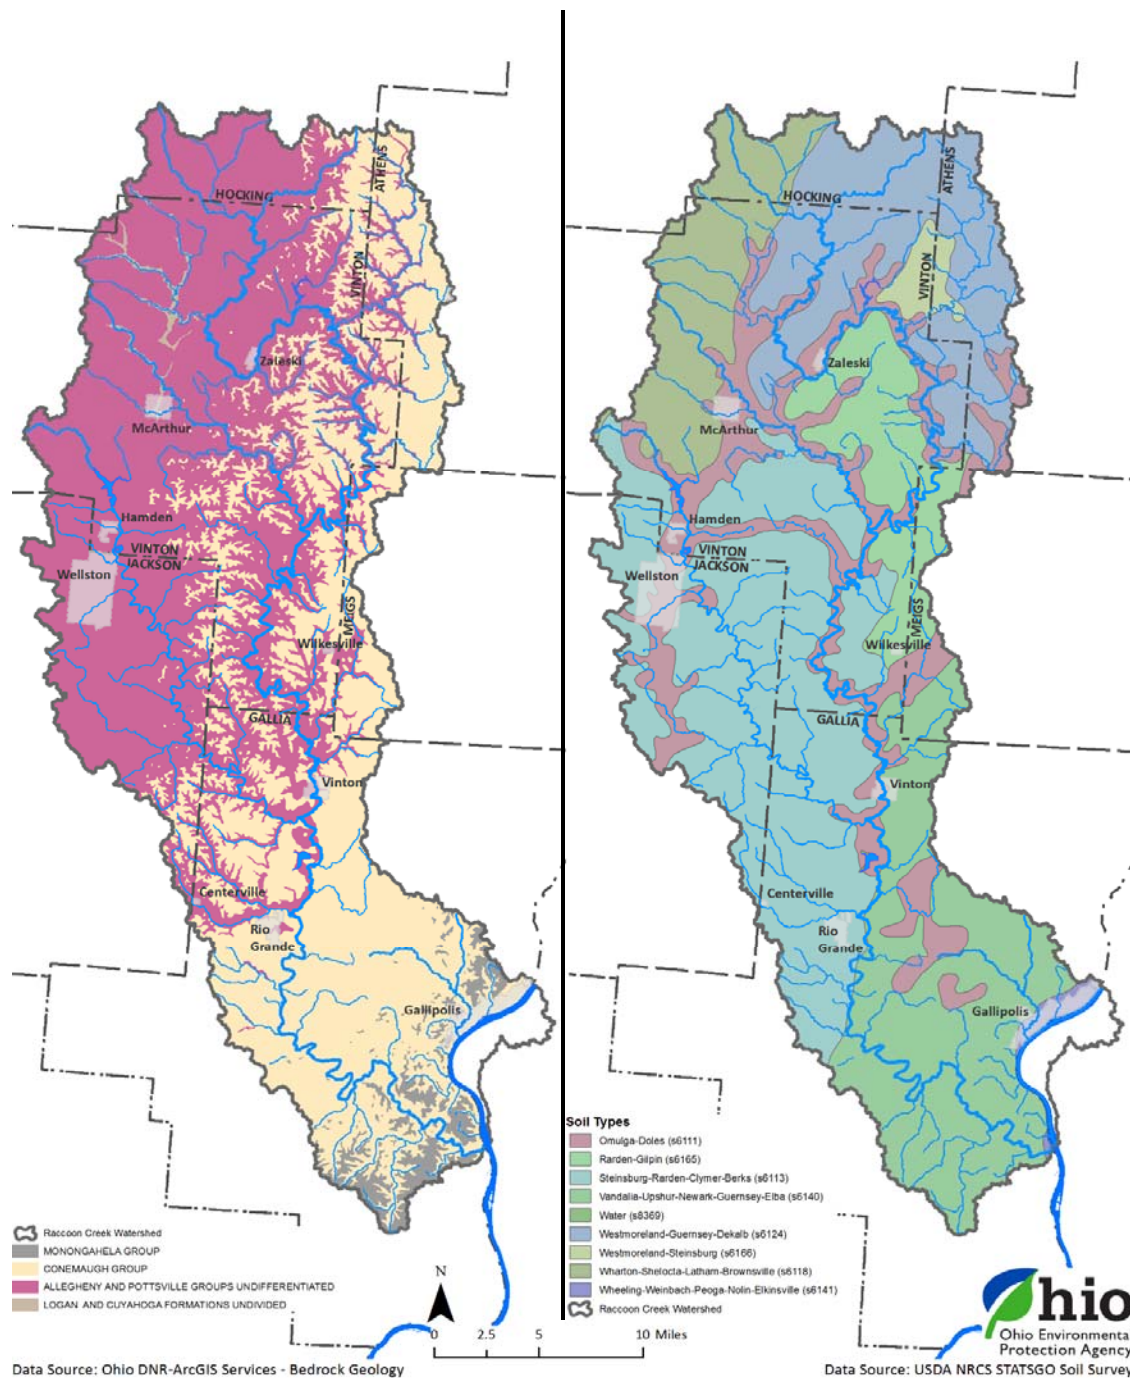 HOCKING
ATHENS
VINTON
Zaleski
McArthur
Hamden
VINTON
JACKSON
Wellston
MEIGS
Wilkesville
GALLIA
Vinton
Centerville
Rio
Grande
Gallipolis
Raccoon Creek Watershed
MONONGAHELA GROUP
CONEMAUGH GROUP
ALLEGHENY AND POTTSVILLE GROUPS UNDIFFERENTIATED
LOGAN AND CUYAHOGA FORMATIONS UNDIVIDED
N
0 2.5 5 10 Miles
Data Source: Ohio DNR-ArcGIS Services - Bedrock Geology
HOCKING
ATHENS
VINTON
Zaleski
McArthur
Hamden
VINTON
JACKSON
Wellston
MEIGS
Wilkesville
GALLIA
Vinton
Centerville
Rio
Grande
Gallipolis
Soil Types
Omulga-Doles (s6111)
Rarden-Gilpin (s6165)
Steinsburg-Rarden-Clymer-Berks (s6113)
Vandalia-Upshur-Newark-Guernsey-Elba (s6140)
Water (s8369)
Westmoreland-Guernsey-Dekalb (s6124)
Westmoreland-Steinsburg (s6166)
Wharton-Shelocta-Latham-Brownsville (s6118)
Wheeling-Weinbach-Peoga-Nolin-Elkinsville (s6141)
Raccoon Creek Watershed
Ohio
Ohio Environmental
Protection Agency
Data Source: USDA NRCS STATSGO Soil Survey